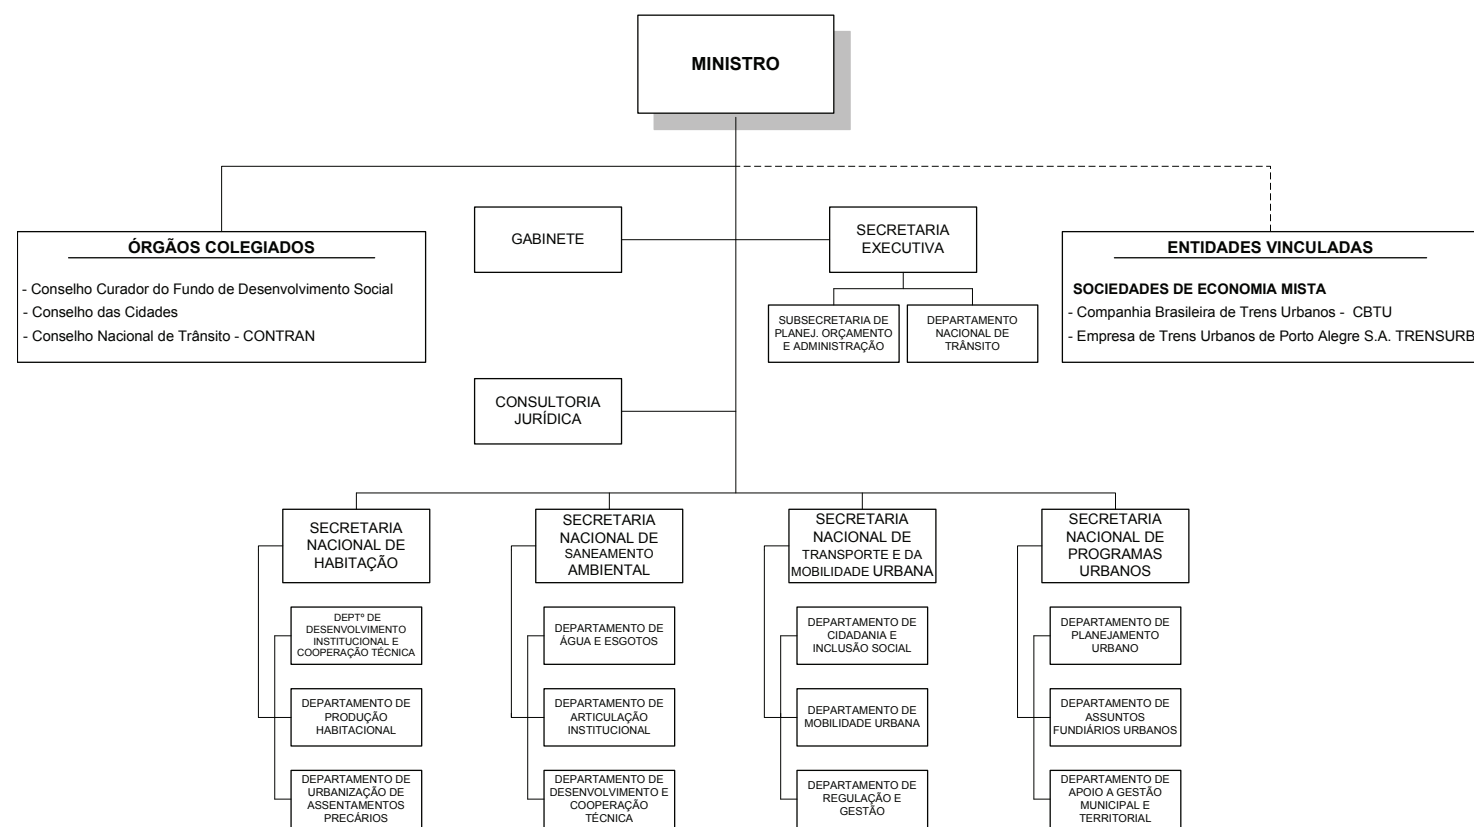 MINISTRO
ÓRGÃOS COLEGIADOS
- Conselho Curador do Fundo de Desenvolvimento Social
- Conselho das Cidades
- Conselho Nacional de Trânsito - CONTRAN
GABINETE
SECRETARIA
EXECUTIVA
SUBSECRETARIA DE
PLANEJ. ORÇAMENTO
E ADMINISTRAÇÃO
DEPARTAMENTO
NACIONAL DE
TRÂNSITO
ENTIDADES VINCULADAS
SOCIEDADES DE ECONOMIA MISTA
- Companhia Brasileira de Trens Urbanos - CBTU
- Empresa de Trens Urbanos de Porto Alegre S.A. TRENSURB
CONSULTORIA
JURÍDICA
SECRETARIA
NACIONAL DE
HABITAÇÃO
DEPTº DE
DESENVOLVIMENTO
INSTITUCIONAL E
COOPERAÇÃO TÉCNICA
DEPARTAMENTO DE
PRODUÇÃO
HABITACIONAL
DEPARTAMENTO DE
URBANIZAÇÃO DE
ASSENTAMENTOS
PRECÁRIOS
SECRETARIA
NACIONAL DE
SANEAMENTO
AMBIENTAL
DEPARTAMENTO DE
ÁGUA E ESGOTOS
DEPARTAMENTO DE
ARTICULAÇÃO
INSTITUCIONAL
DEPARTAMENTO DE
DESENVOLVIMENTO E
COOPERAÇÃO
TÉCNICA
SECRETARIA
NACIONAL DE
TRANSPORTE E DA
MOBILIDADE URBANA
DEPARTAMENTO DE
CIDADANIA E
INCLUSÃO SOCIAL
DEPARTAMENTO DE
MOBILIDADE URBANA
DEPARTAMENTO DE
REGULAÇÃO E
GESTÃO
SECRETARIA
NACIONAL DE
PROGRAMAS
URBANOS
DEPARTAMENTO DE
PLANEJAMENTO
URBANO
DEPARTAMENTO DE
ASSUNTOS
FUNDIÁRIOS URBANOS
DEPARTAMENTO DE
APOIO A GESTÃO
MUNICIPAL E
TERRITORIAL